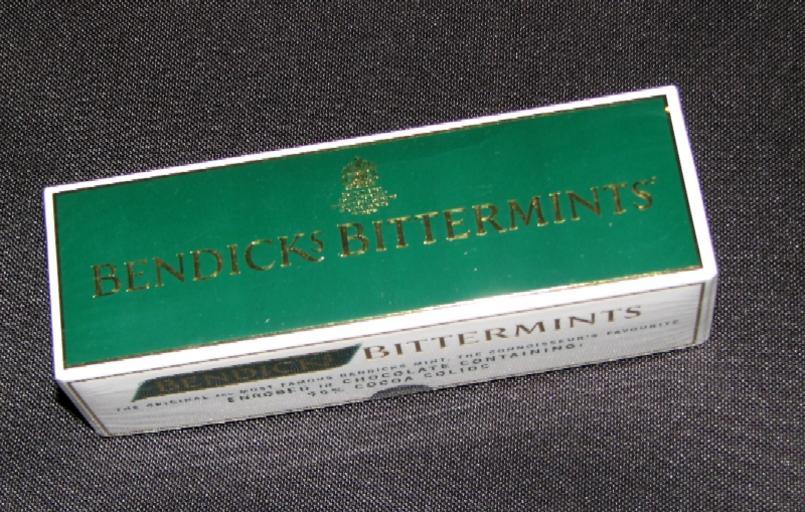 BENDICKS BITTERMINTS
BENDICKS BITTERMINTS
THE ORIGINAL AND MOST FAMOUS BENDICKS MINT, THE CONNOISSEUR'S FAVOURITE
ENROBED IN CHOCOLATE CONTAINING
COCOA SOLIDS